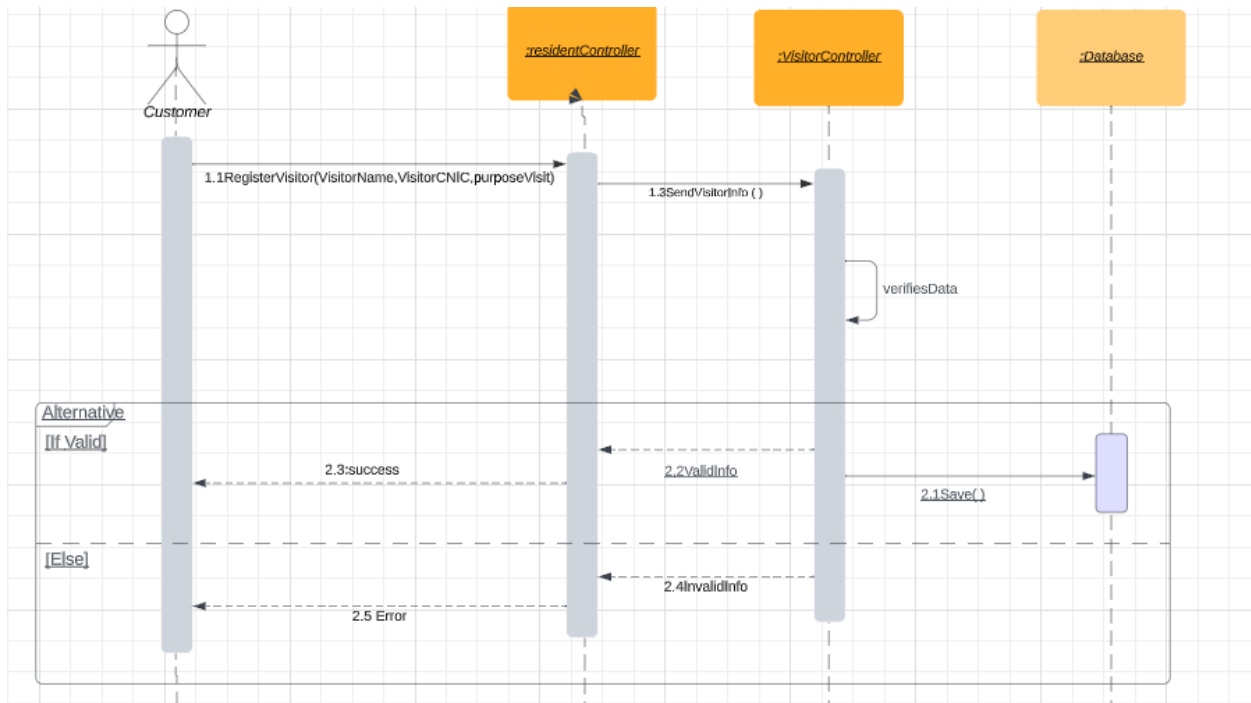 :residentController
:VisitorController
:Database
Customer
1.1RegisterVisitor(VisitorName,VisitorCNIC,purposeVisit)
1.3SendVisitorInfo ( )
verifiesData
Alternative
[If Valid]
2.3:success
2.2ValidInfo
2.1Save( )
[Else]
2.4InvalidInfo
2.5 Error